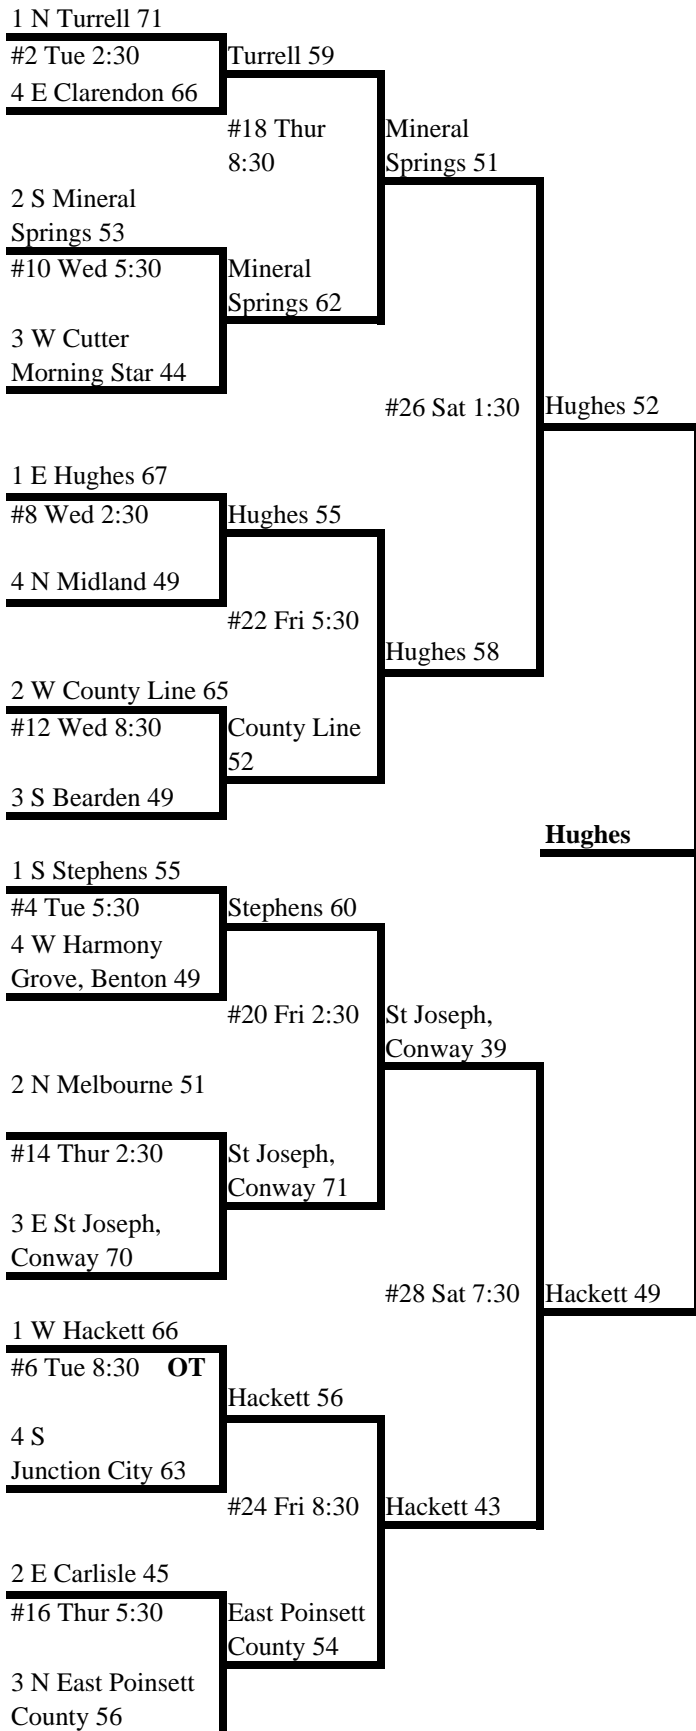 1 N Turrell 71
#2 Tue 2:30
Turrell 59
4 E Clarendon 66
#18 Thur
8:30
Mineral
Springs 51
2 S Mineral
Springs 53
#10 Wed 5:30
Mineral
Springs 62
3 W Cutter
Morning Star 44
#26 Sat 1:30
Hughes 52
1 E Hughes 67
#8 Wed 2:30
Hughes 55
4 N Midland 49
#22 Fri 5:30
Hughes 58
2 W County Line 65
#12 Wed 8:30
County Line
52
3 S Bearden 49
Hughes
1 S Stephens 55
#4 Tue 5:30
Stephens 60
4 W Harmony
Grove, Benton 49
#20 Fri 2:30
St Joseph,
Conway 39
2 N Melbourne 51
#14 Thur 2:30
St Joseph,
Conway 71
3 E St Joseph,
Conway 70
#28 Sat 7:30
Hackett 49
1 W Hackett 66
#6 Tue 8:30 OT
Hackett 56
4 S
Junction City 63
#24 Fri 8:30
Hackett 43
2 E Carlisle 45
#16 Thur 5:30
East Poinsett
County 54
3 N East Poinsett
County 56